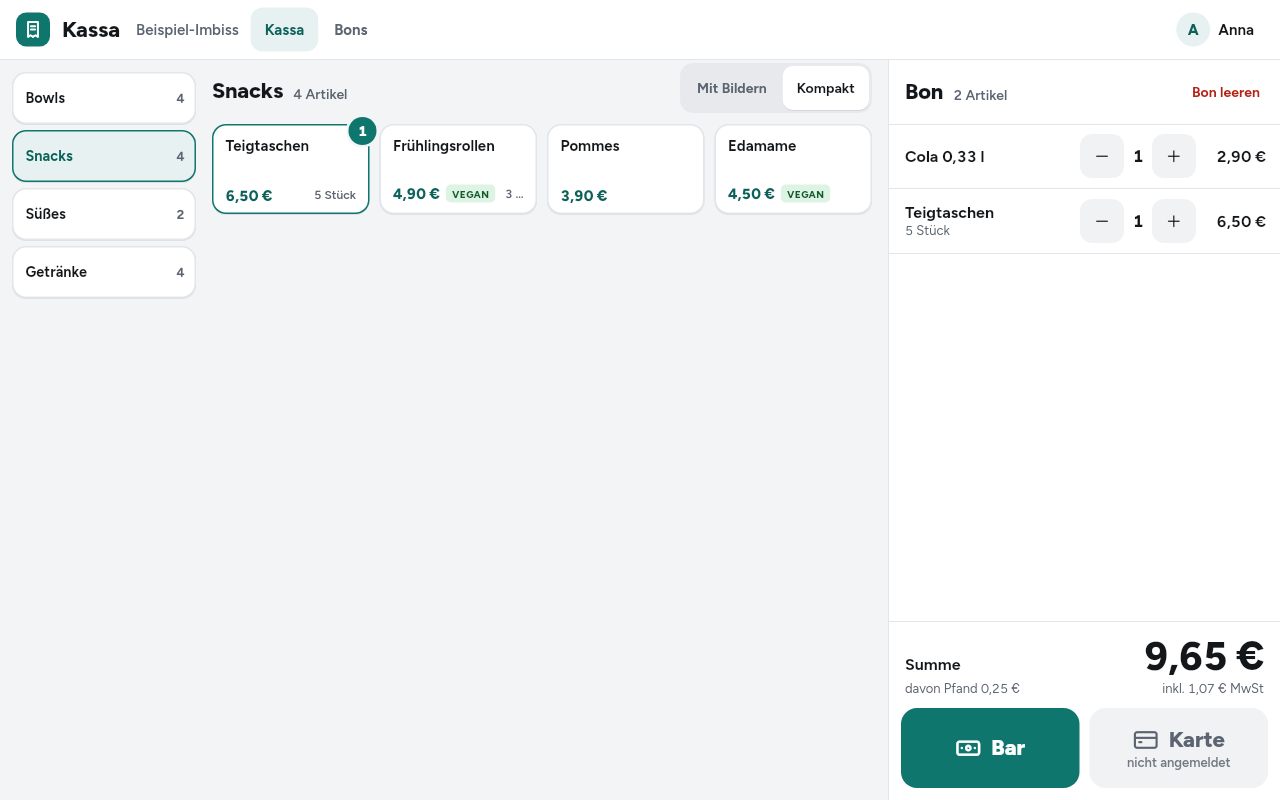 Kassa
Beispiel-Imbiss
Kassa
Bons
A
Anna
Bowls 4
Snacks 4
Süßes 2
Getränke 4
Snacks 4 Artikel
Mit Bildern
Kompakt
1
Teigtaschen
6,50 € 5 Stück
Frühlingsrollen
4,90 € VEGAN 3 ...
Pommes
3,90 €
Edamame
4,50 € VEGAN
Bon 2 Artikel
Bon leeren
Cola 0,33 l − 1 + 2,90 €
Teigtaschen − 1 + 6,50 €
5 Stück
Summe 9,65 €
davon Pfand 0,25 € inkl. 1,07 € MwSt
Bar
Karte
nicht angemeldet